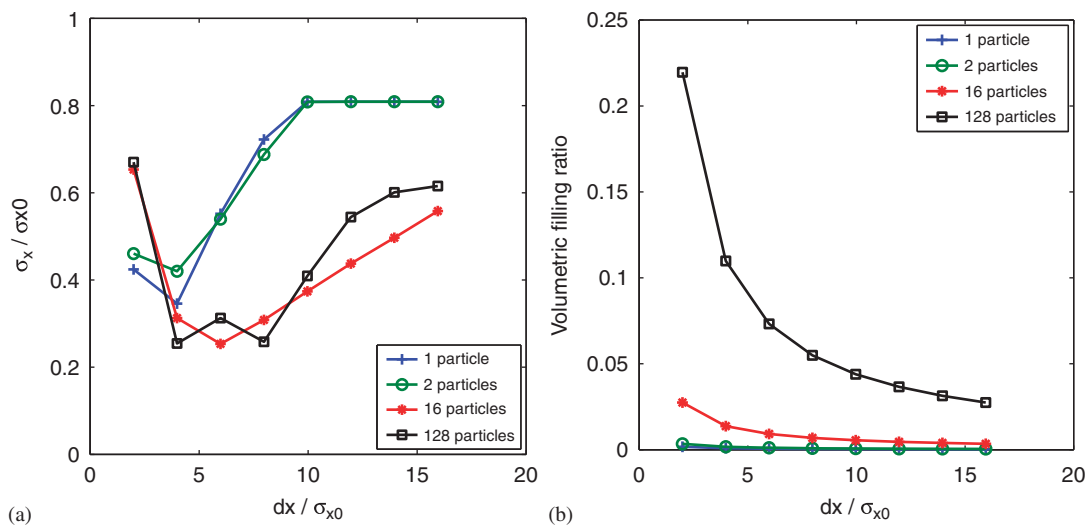 1
0.8
0.6
0.4
0.2
0
0 5 10 15 20
σx / σx0
dx / σx0
1 particle
2 particles
16 particles
128 particles
(a)
0.25
0.2
0.15
0.1
0.05
0
0 5 10 15 20
Volumetric filling ratio
dx / σx0
1 particle
2 particles
16 particles
128 particles
(b)